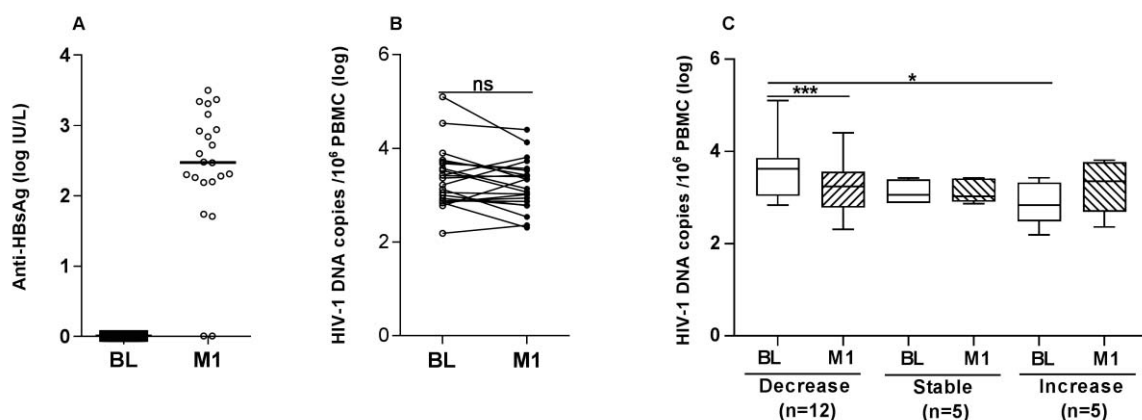 A
Anti-HBsAg (log IU/L)
4
3
2
1
0
BL
M1
B
HIV-1 DNA copies /10⁶ PBMC (log)
6
4
2
0
ns
BL
M1
C
HIV-1 DNA copies /10⁶ PBMC (log)
6
4
2
0
*
***
BL M1 BL M1 BL M1
Decrease Stable Increase
(n=12) (n=5) (n=5)